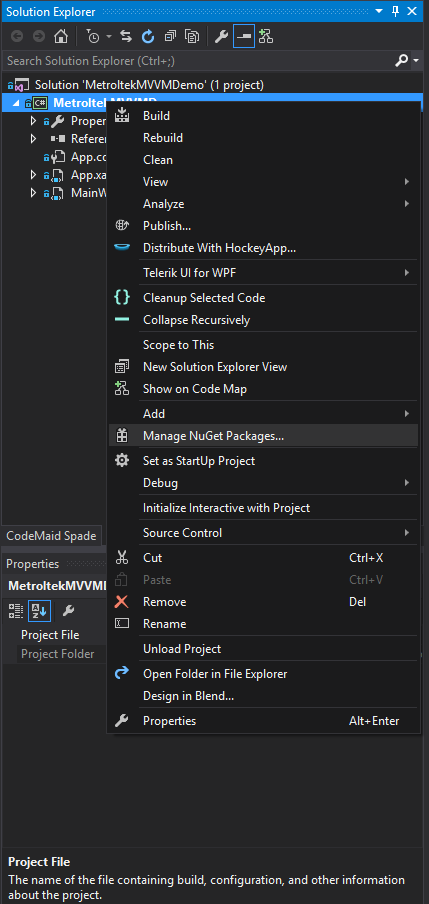 Solution Explorer
Search Solution Explorer (Ctrl+;)
Solution 'MetroltekMVVMDemo' (1 project)
C# MetroltekMVVMD
Proper
Referen
App.co
App.xa
MainW
Build
Rebuild
Clean
View
Analyze
Publish...
Distribute With HockeyApp...
Telerik UI for WPF
Cleanup Selected Code
Collapse Recursively
Scope to This
New Solution Explorer View
Show on Code Map
Add
Manage NuGet Packages...
Set as StartUp Project
Debug
Initialize Interactive with Project
Source Control
Cut Ctrl+X
Paste Ctrl+V
Remove Del
Rename
Unload Project
Open Folder in File Explorer
Design in Blend...
Properties Alt+Enter
CodeMaid Spade
Properties
MetroltekMVVM
Project File
Project Folder
Project File
The name of the file containing build, configuration, and other information
about the project.